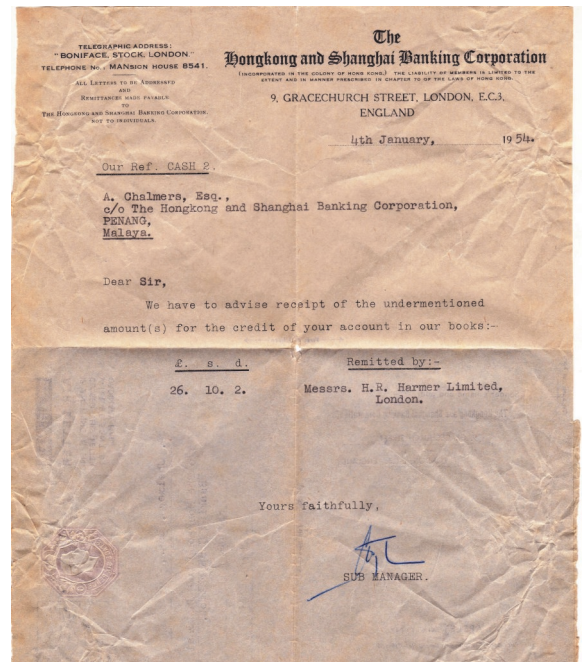 TELEGRAPHIC ADDRESS:
"BONIFACE, STOCK, LONDON."
TELEPHONE No: MANSION HOUSE 8541.
ALL LETTERS TO BE ADDRESSED
AND
REMITTANCES MADE PAYABLE
TO
THE HONGKONG AND SHANGHAI BANKING CORPORATION,
NOT TO INDIVIDUALS.
The
Hongkong and Shanghai Banking Corporation
(INCORPORATED IN THE COLONY OF HONG KONG.) THE LIABILITY OF MEMBERS IS LIMITED TO THE
EXTENT AND IN MANNER PRESCRIBED IN CHAPTER 70 OF THE LAWS OF HONG KONG.
9, GRACECHURCH STREET, LONDON, E.C.3,
ENGLAND
4th January, 1954.
Our Ref. CASH 2.
A. Chalmers, Esq.,
c/o The Hongkong and Shanghai Banking Corporation,
PENANG,
Malaya.
Dear Sir,
We have to advise receipt of the undermentioned
amount(s) for the credit of your account in our books:-
£. s. d. Remitted by:-
26. 10. 2. Messrs. H.R. Harmer Limited,
London.
Yours faithfully,
SUB MANAGER.